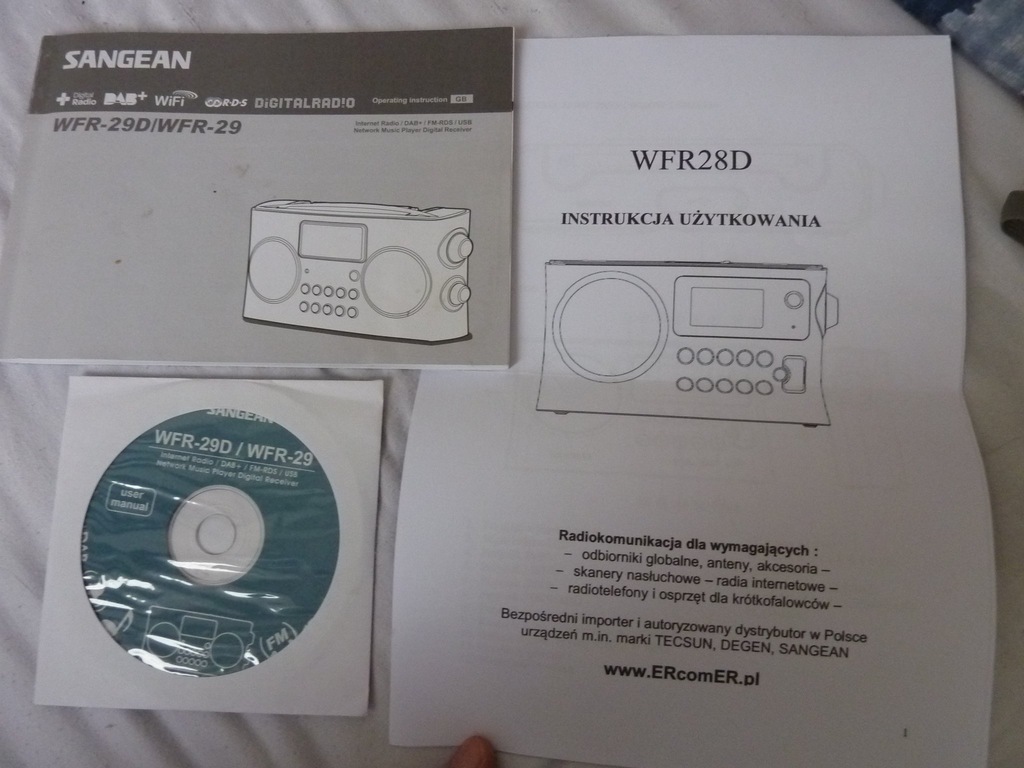 SANGEAN
Digital Radio DAB+ WiFi R·D·S DiGiTALRAD!O Operating instruction GB
WFR-29D/WFR-29
Internet Radio / DAB+ / FM-RDS / USB
Network Music Player Digital Receiver
WFR28D
INSTRUKCJA UŻYTKOWANIA
Radiokomunikacja dla wymagających :
– odbiorniki globalne, anteny, akcesoria –
– skanery nasłuchowe – radia internetowe –
– radiotelefony i osprzęt dla krótkofalowców –
Bezpośredni importer i autoryzowany dystrybutor w Polsce
urządzeń m.in. marki TECSUN, DEGEN, SANGEAN
www.ERcomER.pl
1
SANGEAN
WFR-29D / WFR-29
Internet Radio / DAB+ / FM-RDS / USB
Network Music Player Digital Receiver
user
manual
(FM)